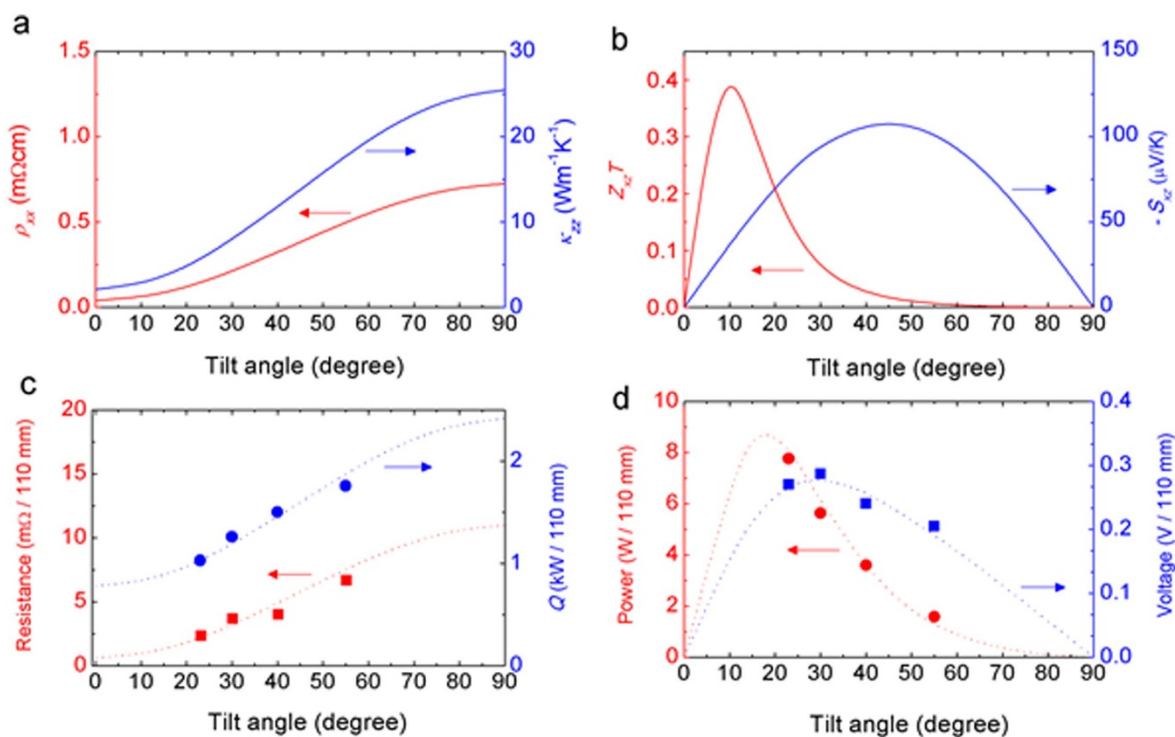 a
1.5
1.0
0.5
0.0
ρxx (mΩcm)
30
20
10
0
κzz (Wm⁻¹K⁻¹)
0 10 20 30 40 50 60 70 80 90
Tilt angle (degree)
b
0.4
0.3
0.2
0.1
0.0
ZxzT
150
100
50
0
- Sxz (μV/K)
0 10 20 30 40 50 60 70 80 90
Tilt angle (degree)
c
20
15
10
5
0
Resistance (mΩ / 110 mm)
2
1
0
Q (kW / 110 mm)
0 10 20 30 40 50 60 70 80 90
Tilt angle (degree)
d
10
8
6
4
2
0
Power (W / 110 mm)
0.4
0.3
0.2
0.1
0.0
Voltage (V / 110 mm)
0 10 20 30 40 50 60 70 80 90
Tilt angle (degree)